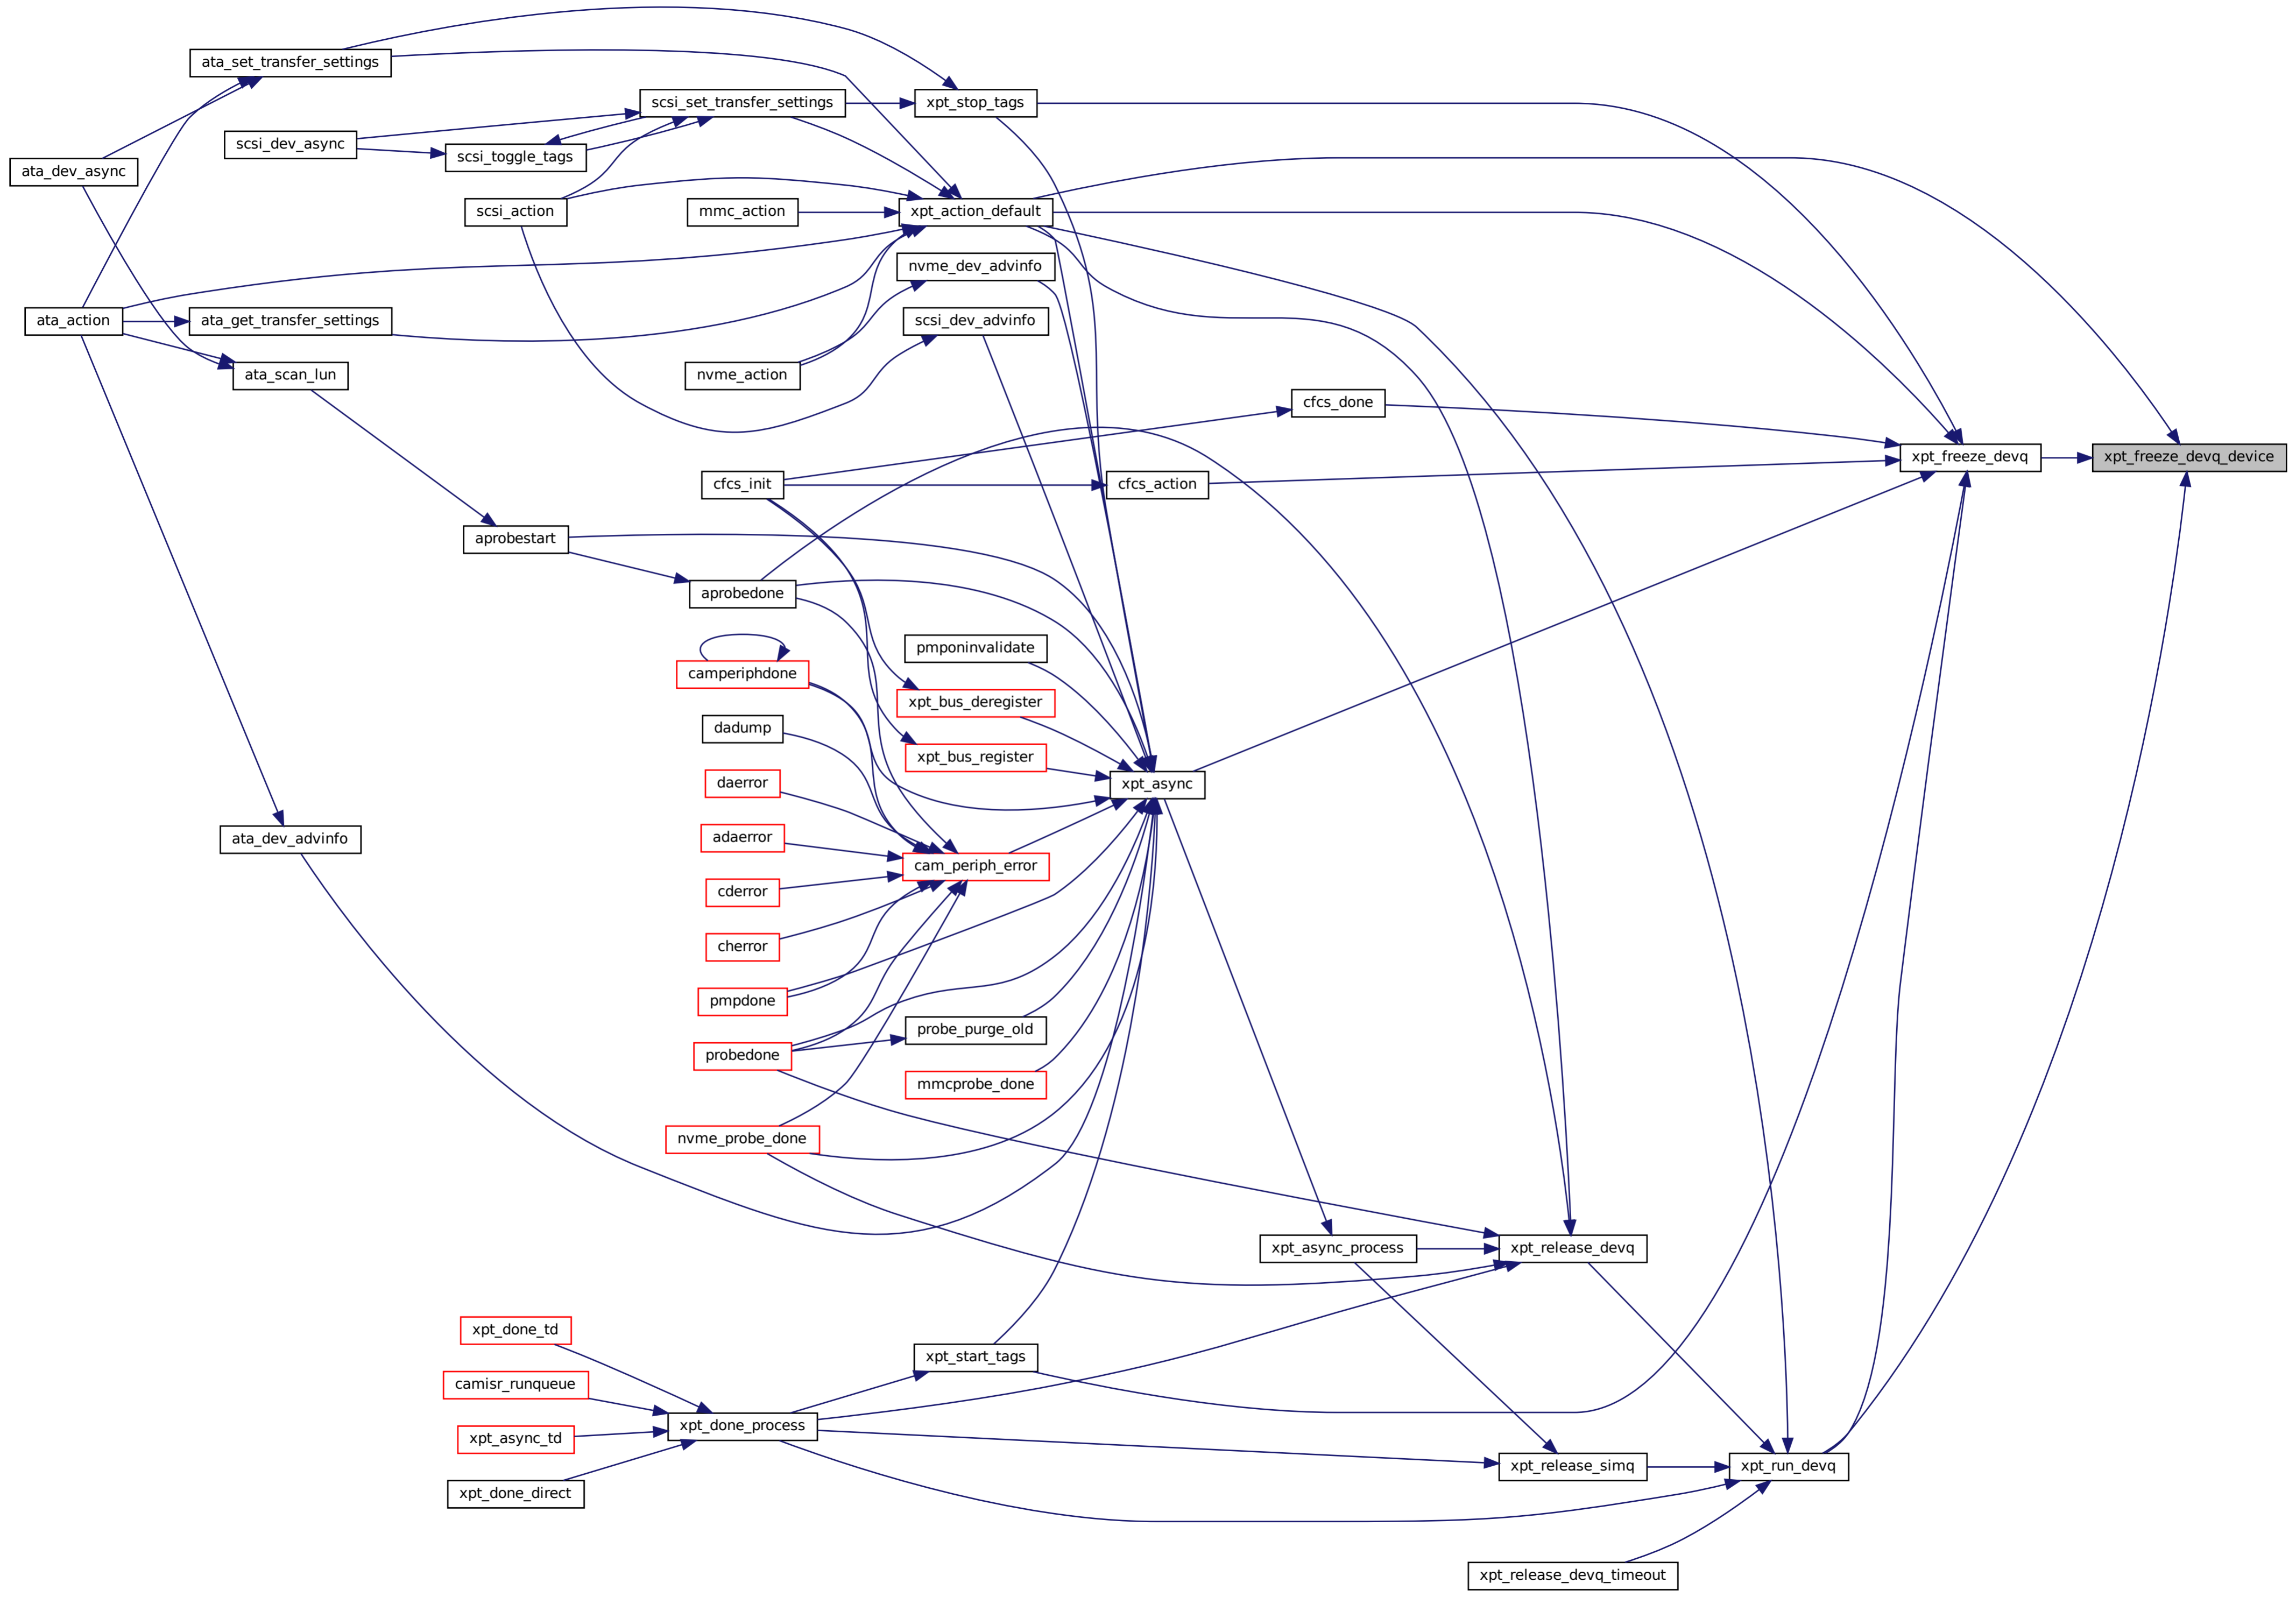 ata_set_transfer_settings
scsi_set_transfer_settings
xpt_stop_tags
scsi_dev_async
scsi_toggle_tags
ata_dev_async
scsi_action
mmc_action
xpt_action_default
nvme_dev_advinfo
ata_action
ata_get_transfer_settings
scsi_dev_advinfo
ata_scan_lun
nvme_action
cfcs_done
xpt_freeze_devq
xpt_freeze_devq_device
cfcs_init
cfcs_action
aprobestart
aprobedone
pmponinvalidate
camperiphdone
xpt_bus_deregister
dadump
xpt_bus_register
daerror
xpt_async
adaerror
ata_dev_advinfo
cam_periph_error
cderror
cherror
pmpdone
probe_purge_old
probedone
mmcprobe_done
nvme_probe_done
xpt_async_process
xpt_release_devq
xpt_done_td
xpt_start_tags
camisr_runqueue
xpt_done_process
xpt_async_td
xpt_release_simq
xpt_run_devq
xpt_done_direct
xpt_release_devq_timeout